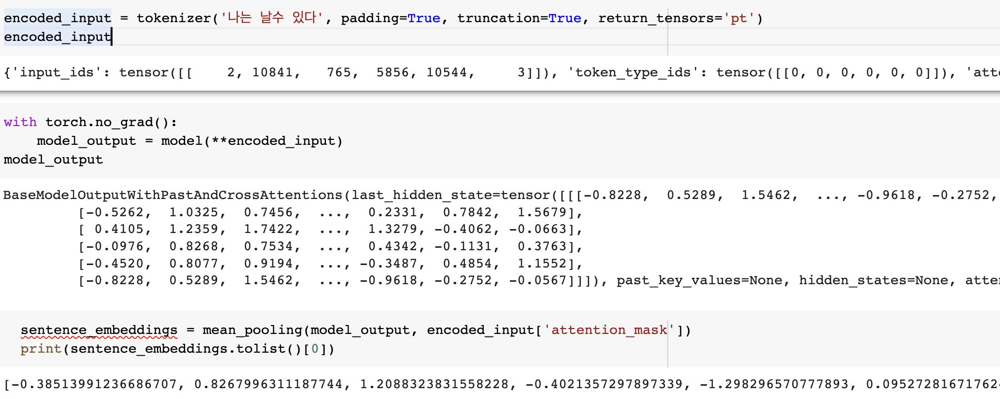 encoded_input = tokenizer('나는 날수 있다', padding=True, truncation=True, return_tensors='pt')
encoded_input
{'input_ids': tensor([[    2, 10841,   765,  5856, 10544,     3]]), 'token_type_ids': tensor([[0, 0, 0, 0, 0, 0]]), 'atte
with torch.no_grad():
    model_output = model(**encoded_input)
model_output
BaseModelOutputWithPastAndCrossAttentions(last_hidden_state=tensor([[[-0.8228,  0.5289,  1.5462,  ..., -0.9618, -0.2752,
         [-0.5262,  1.0325,  0.7456,  ...,  0.2331,  0.7842,  1.5679],
         [ 0.4105,  1.2359,  1.7422,  ...,  1.3279, -0.4062, -0.0663],
         [-0.0976,  0.8268,  0.7534,  ...,  0.4342, -0.1131,  0.3763],
         [-0.4520,  0.8077,  0.9194,  ..., -0.3487,  0.4854,  1.1552],
         [-0.8228,  0.5289,  1.5462,  ..., -0.9618, -0.2752, -0.0567]]]), past_key_values=None, hidden_states=None, atten
sentence_embeddings = mean_pooling(model_output, encoded_input['attention_mask'])
print(sentence_embeddings.tolist()[0])
[-0.38513991236686707, 0.8267996311187744, 1.2088323831558228, -0.4021357297897339, -1.298296570777893, 0.09527281671762